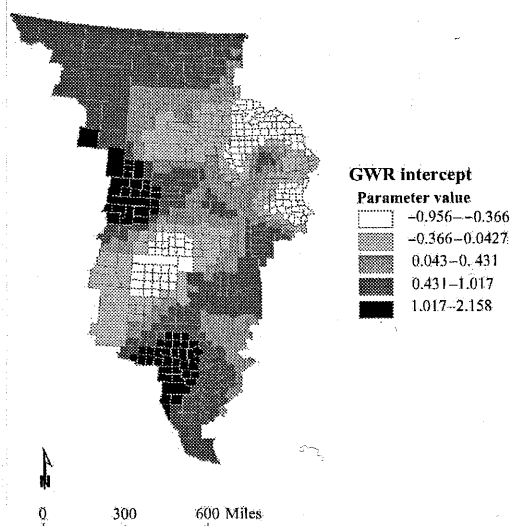 GWR intercept
Parameter value
−0.956–−0.366
−0.366–0.0427
0.043–0.431
0.431–1.017
1.017–2.158
N
0 300 600 Miles